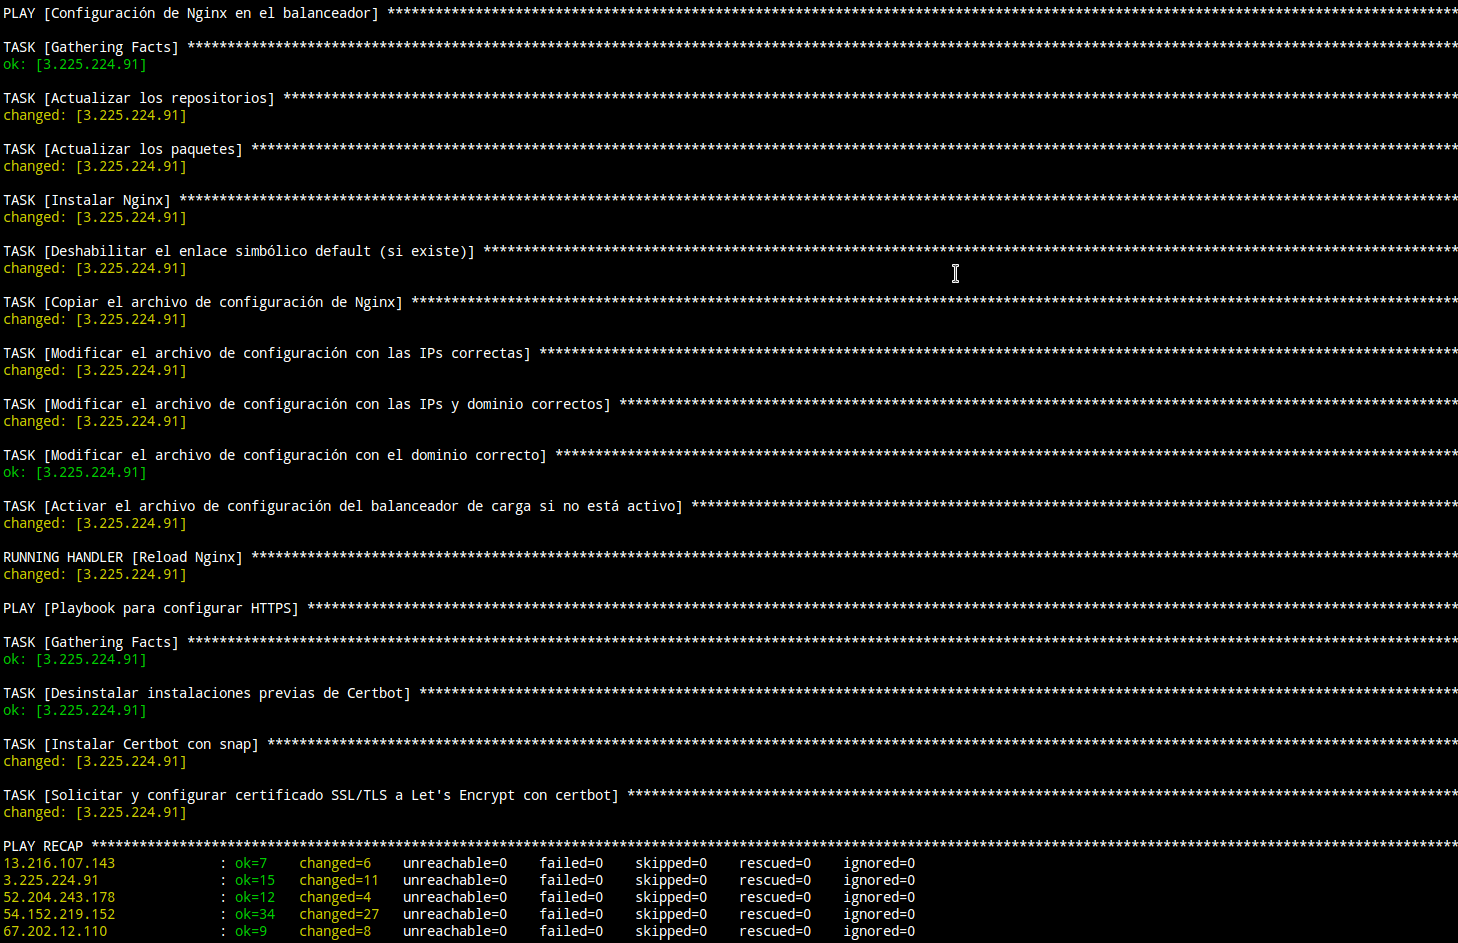 PLAY [Configuración de Nginx en el balanceador] **************************************************************************************************************************************
TASK [Gathering Facts] ***************************************************************************************************************************************************************
ok: [3.225.224.91]
TASK [Actualizar los repositorios] ***************************************************************************************************************************************************
changed: [3.225.224.91]
TASK [Actualizar los paquetes] *******************************************************************************************************************************************************
changed: [3.225.224.91]
TASK [Instalar Nginx] ****************************************************************************************************************************************************************
changed: [3.225.224.91]
TASK [Deshabilitar el enlace simbólico default (si existe)] **************************************************************************************************************************
changed: [3.225.224.91]
TASK [Copiar el archivo de configuración de Nginx] ***********************************************************************************************************************************
changed: [3.225.224.91]
TASK [Modificar el archivo de configuración con las IPs correctas] *******************************************************************************************************************
changed: [3.225.224.91]
TASK [Modificar el archivo de configuración con las IPs y dominio correctos] *********************************************************************************************************
changed: [3.225.224.91]
TASK [Modificar el archivo de configuración con el dominio correcto] *****************************************************************************************************************
ok: [3.225.224.91]
TASK [Activar el archivo de configuración del balanceador de carga si no está activo] ************************************************************************************************
changed: [3.225.224.91]
RUNNING HANDLER [Reload Nginx] *******************************************************************************************************************************************************
changed: [3.225.224.91]
PLAY [Playbook para configurar HTTPS] ************************************************************************************************************************************************
TASK [Gathering Facts] ***************************************************************************************************************************************************************
ok: [3.225.224.91]
TASK [Desinstalar instalaciones previas de Certbot] **********************************************************************************************************************************
ok: [3.225.224.91]
TASK [Instalar Certbot con snap] *****************************************************************************************************************************************************
changed: [3.225.224.91]
TASK [Solicitar y configurar certificado SSL/TLS a Let's Encrypt con certbot] ********************************************************************************************************
changed: [3.225.224.91]
PLAY RECAP ***************************************************************************************************************************************************************************
13.216.107.143             : ok=7    changed=6    unreachable=0    failed=0    skipped=0    rescued=0    ignored=0
3.225.224.91               : ok=15   changed=11   unreachable=0    failed=0    skipped=0    rescued=0    ignored=0
52.204.243.178             : ok=12   changed=4    unreachable=0    failed=0    skipped=0    rescued=0    ignored=0
54.152.219.152             : ok=34   changed=27   unreachable=0    failed=0    skipped=0    rescued=0    ignored=0
67.202.12.110              : ok=9    changed=8    unreachable=0    failed=0    skipped=0    rescued=0    ignored=0